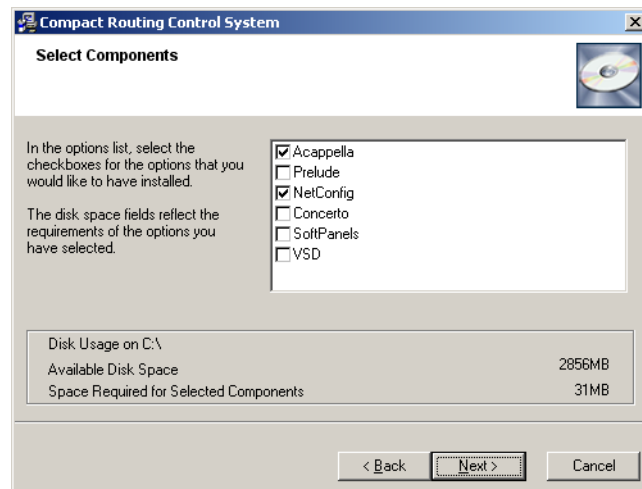 Compact Routing Control System
Select Components
In the options list, select the
checkboxes for the options that you
would like to have installed.
The disk space fields reflect the
requirements of the options you
have selected.
Acappella
Prelude
NetConfig
Concerto
SoftPanels
VSD
Disk Usage on C:\
Available Disk Space 2856MB
Space Required for Selected Components 31MB
< Back Next > Cancel